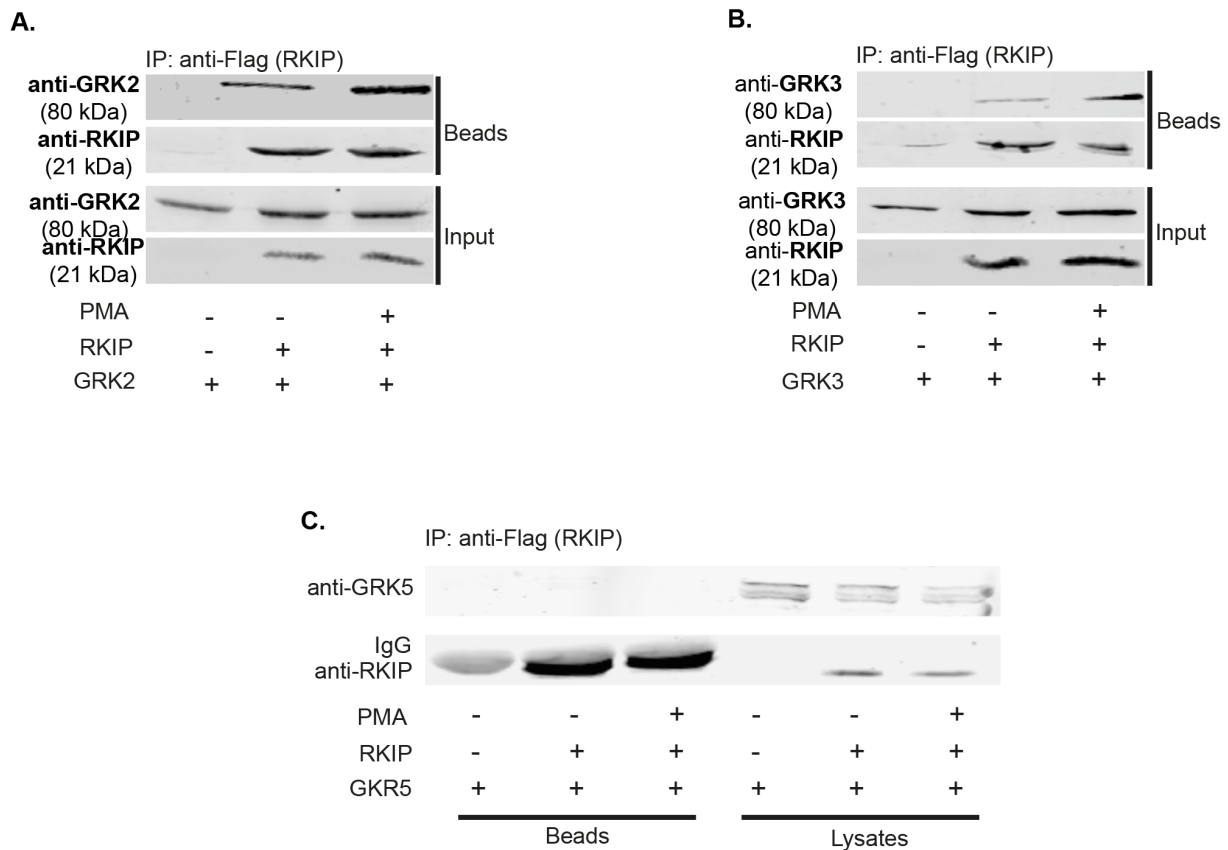 A.
IP: anti-Flag (RKIP)
anti-GRK2
(80 kDa)
anti-RKIP
(21 kDa)
Beads
anti-GRK2
(80 kDa)
anti-RKIP
(21 kDa)
Input
PMA - - +
RKIP - + +
GRK2 + + +
B.
IP: anti-Flag (RKIP)
anti-GRK3
(80 kDa)
anti-RKIP
(21 kDa)
Beads
anti-GRK3
(80 kDa)
anti-RKIP
(21 kDa)
Input
PMA - - +
RKIP - + +
GRK3 + + +
C.
IP: anti-Flag (RKIP)
anti-GRK5
IgG
anti-RKIP
PMA - - + - - +
RKIP - + + - + +
GKR5 + + + + + +
Beads Lysates